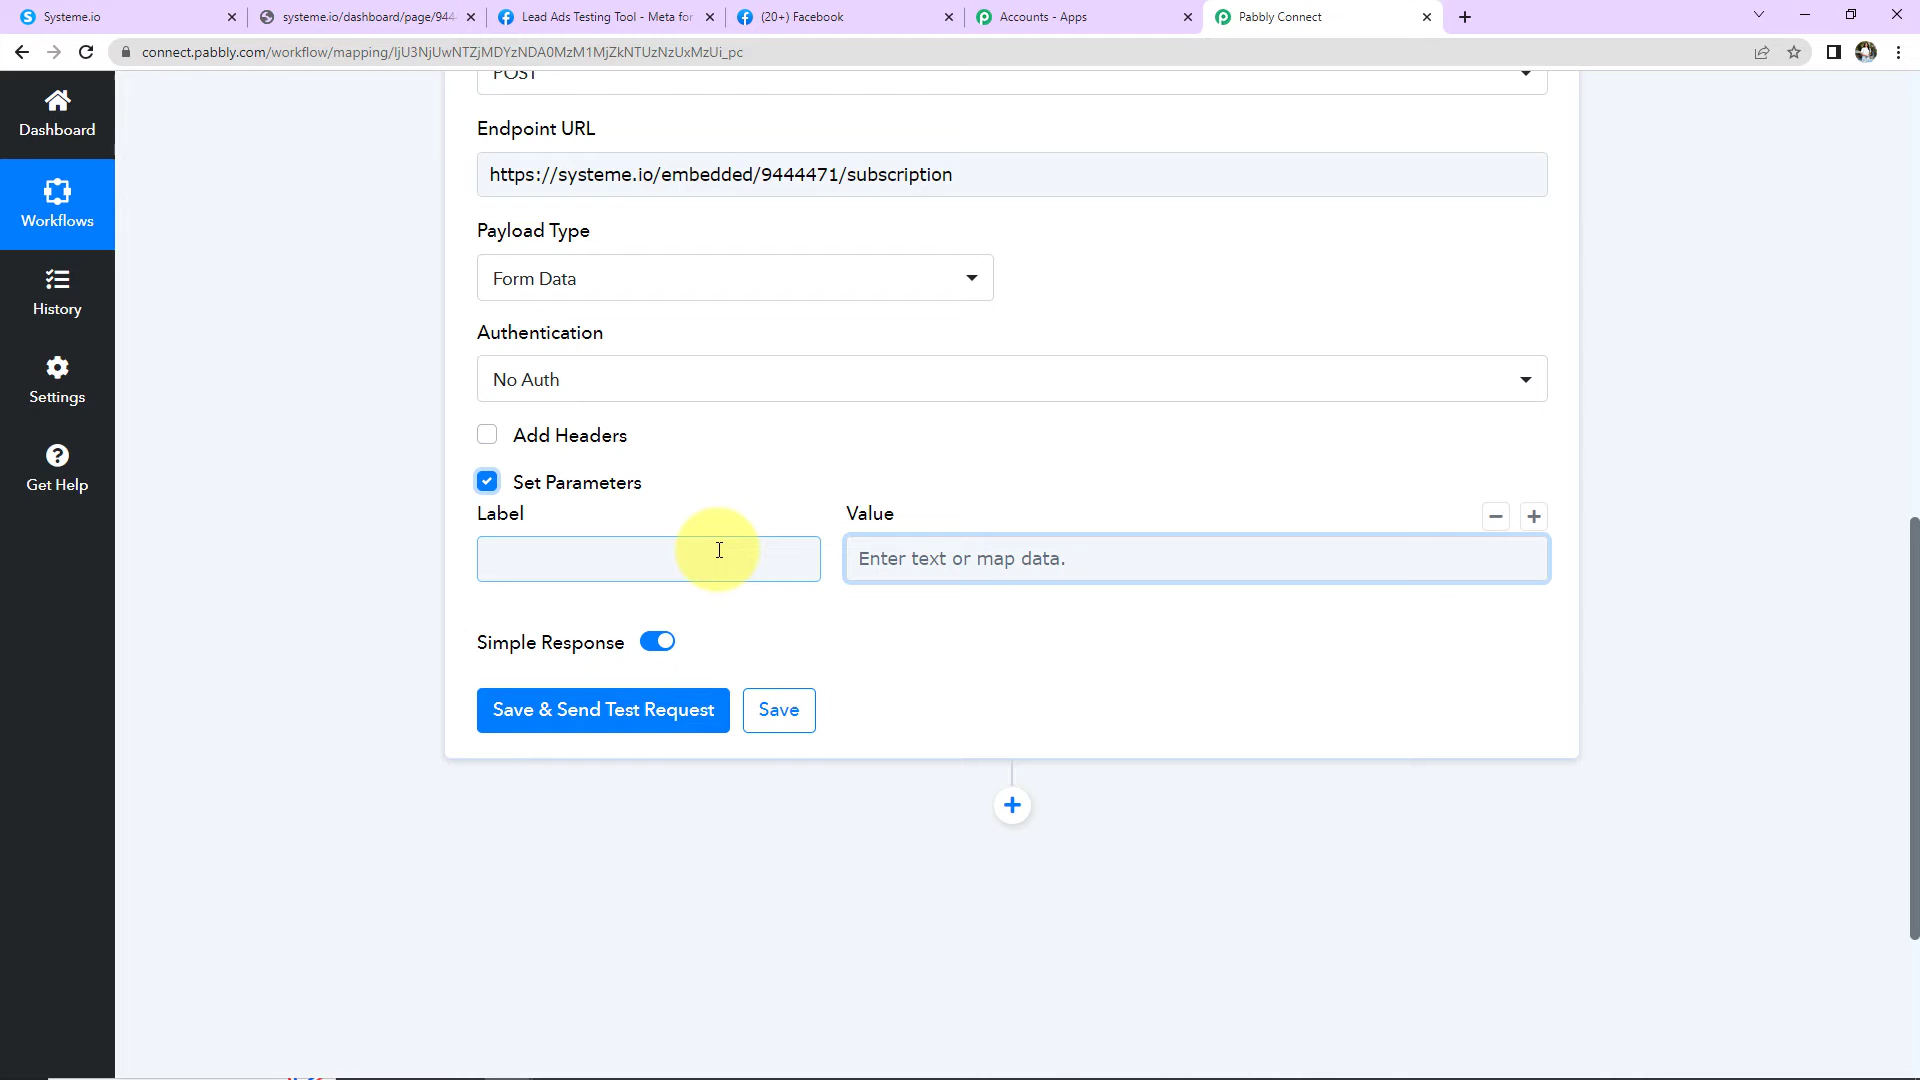 Systeme.io
systeme.io/dashboard/page/944
Lead Ads Testing Tool - Meta for
(20+) Facebook
Accounts - Apps
Pabbly Connect
connect.pabbly.com/workflow/mapping/IjU3NjUwNTZjMDYzNDA0MzM1MjZkNTUzNzUxMzUi_pc
Dashboard
Workflows
History
Settings
Get Help
POST
Endpoint URL
https://systeme.io/embedded/9444471/subscription
Payload Type
Form Data
Authentication
No Auth
Add Headers
Set Parameters
Label
Value
Enter text or map data.
Simple Response
Save & Send Test Request
Save